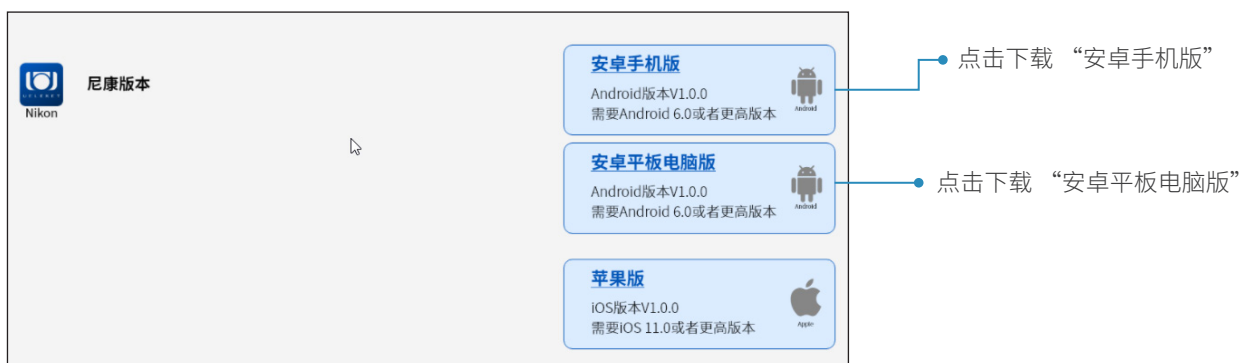 Nikon
尼康版本
安卓手机版
Android版本V1.0.0
需要Android 6.0或者更高版本
Android
点击下载 “安卓手机版”
安卓平板电脑版
Android版本V1.0.0
需要Android 6.0或者更高版本
Android
点击下载 “安卓平板电脑版”
苹果版
iOS版本V1.0.0
需要iOS 11.0或者更高版本
Apple